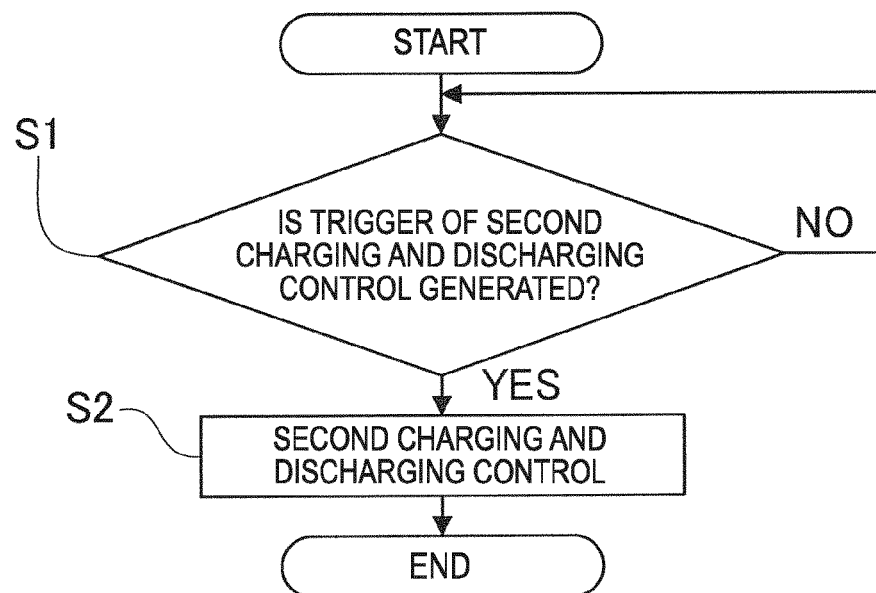 START
S1
IS TRIGGER OF SECOND
CHARGING AND DISCHARGING
CONTROL GENERATED?
NO
YES
S2
SECOND CHARGING AND
DISCHARGING CONTROL
END